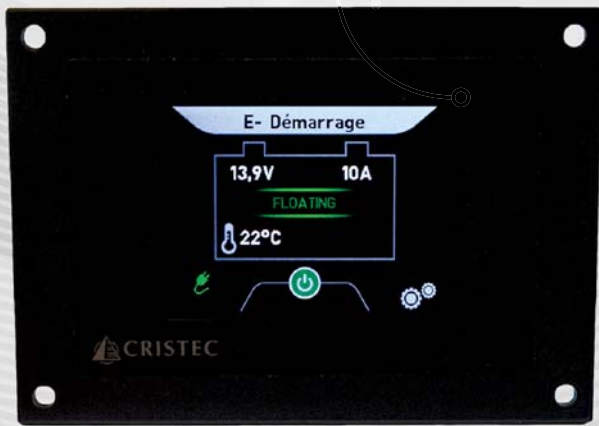 E- Démarrage
13,9V 10A
FLOATING
22°C
CRISTEC